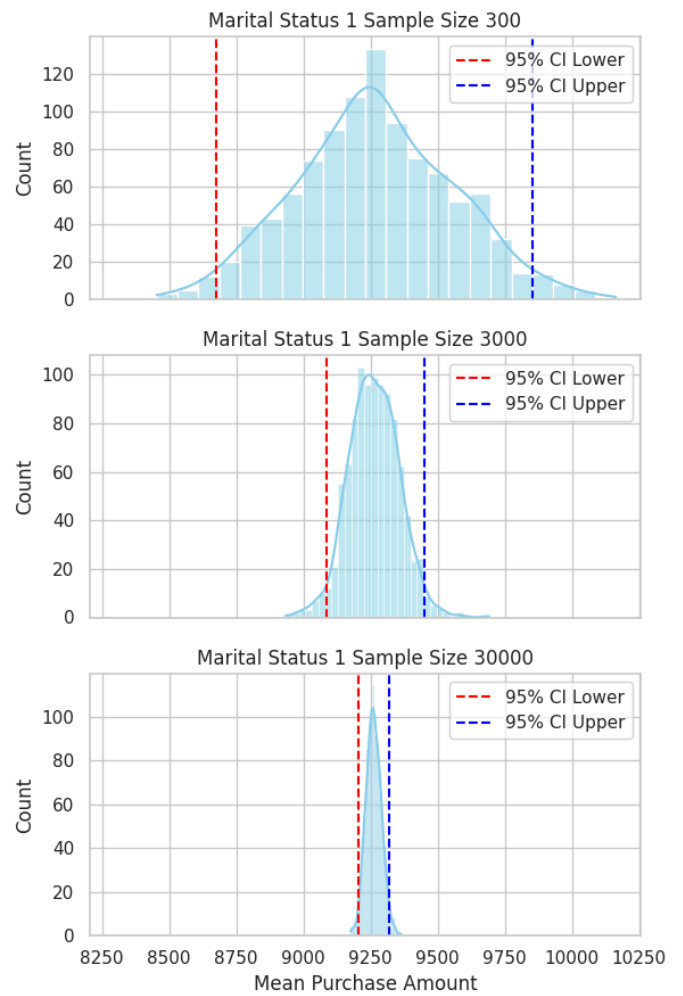 Marital Status 1 Sample Size 300
95% CI Lower
95% CI Upper
120
100
80
60
40
20
0
Count
Marital Status 1 Sample Size 3000
95% CI Lower
95% CI Upper
100
80
60
40
20
0
Count
Marital Status 1 Sample Size 30000
95% CI Lower
95% CI Upper
100
80
60
40
20
0
Count
8250 8500 8750 9000 9250 9500 9750 10000 10250
Mean Purchase Amount